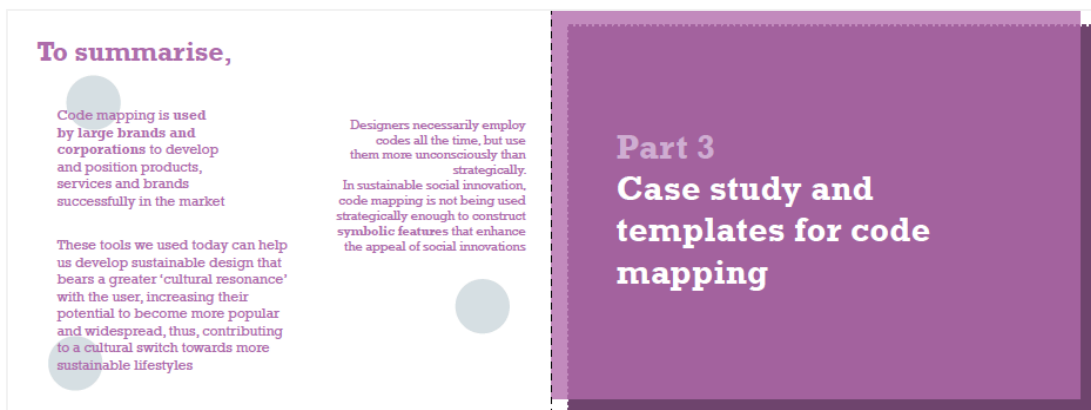 To summarise,
Code mapping is used
by large brands and
corporations to develop
and position products,
services and brands
successfully in the market
These tools we used today can help
us develop sustainable design that
bears a greater ‘cultural resonance’
with the user, increasing their
potential to become more popular
and widespread, thus, contributing
to a cultural switch towards more
sustainable lifestyles
Designers necessarily employ
codes all the time, but use
them more unconsciously than
strategically.
In sustainable social innovation,
code mapping is not being used
strategically enough to construct
symbolic features that enhance
the appeal of social innovations
Part 3
Case study and
templates for code
mapping